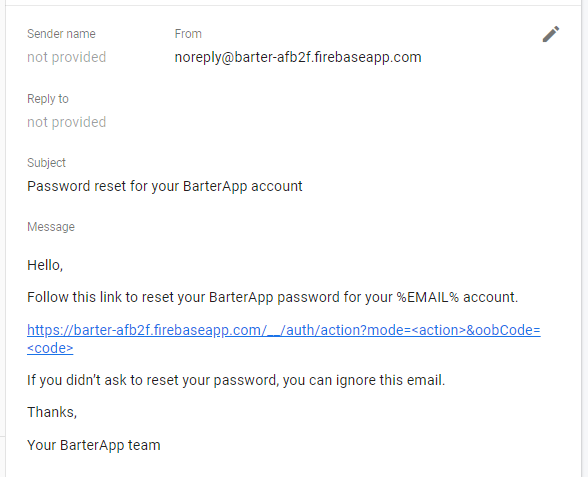 Sender name From
not provided noreply@barter-afb2f.firebaseapp.com
Reply to
not provided
Subject
Password reset for your BarterApp account
Message
Hello,
Follow this link to reset your BarterApp password for your %EMAIL% account.
https://barter-afb2f.firebaseapp.com/__/auth/action?mode=<action>&oobCode=
<code>
If you didn’t ask to reset your password, you can ignore this email.
Thanks,
Your BarterApp team